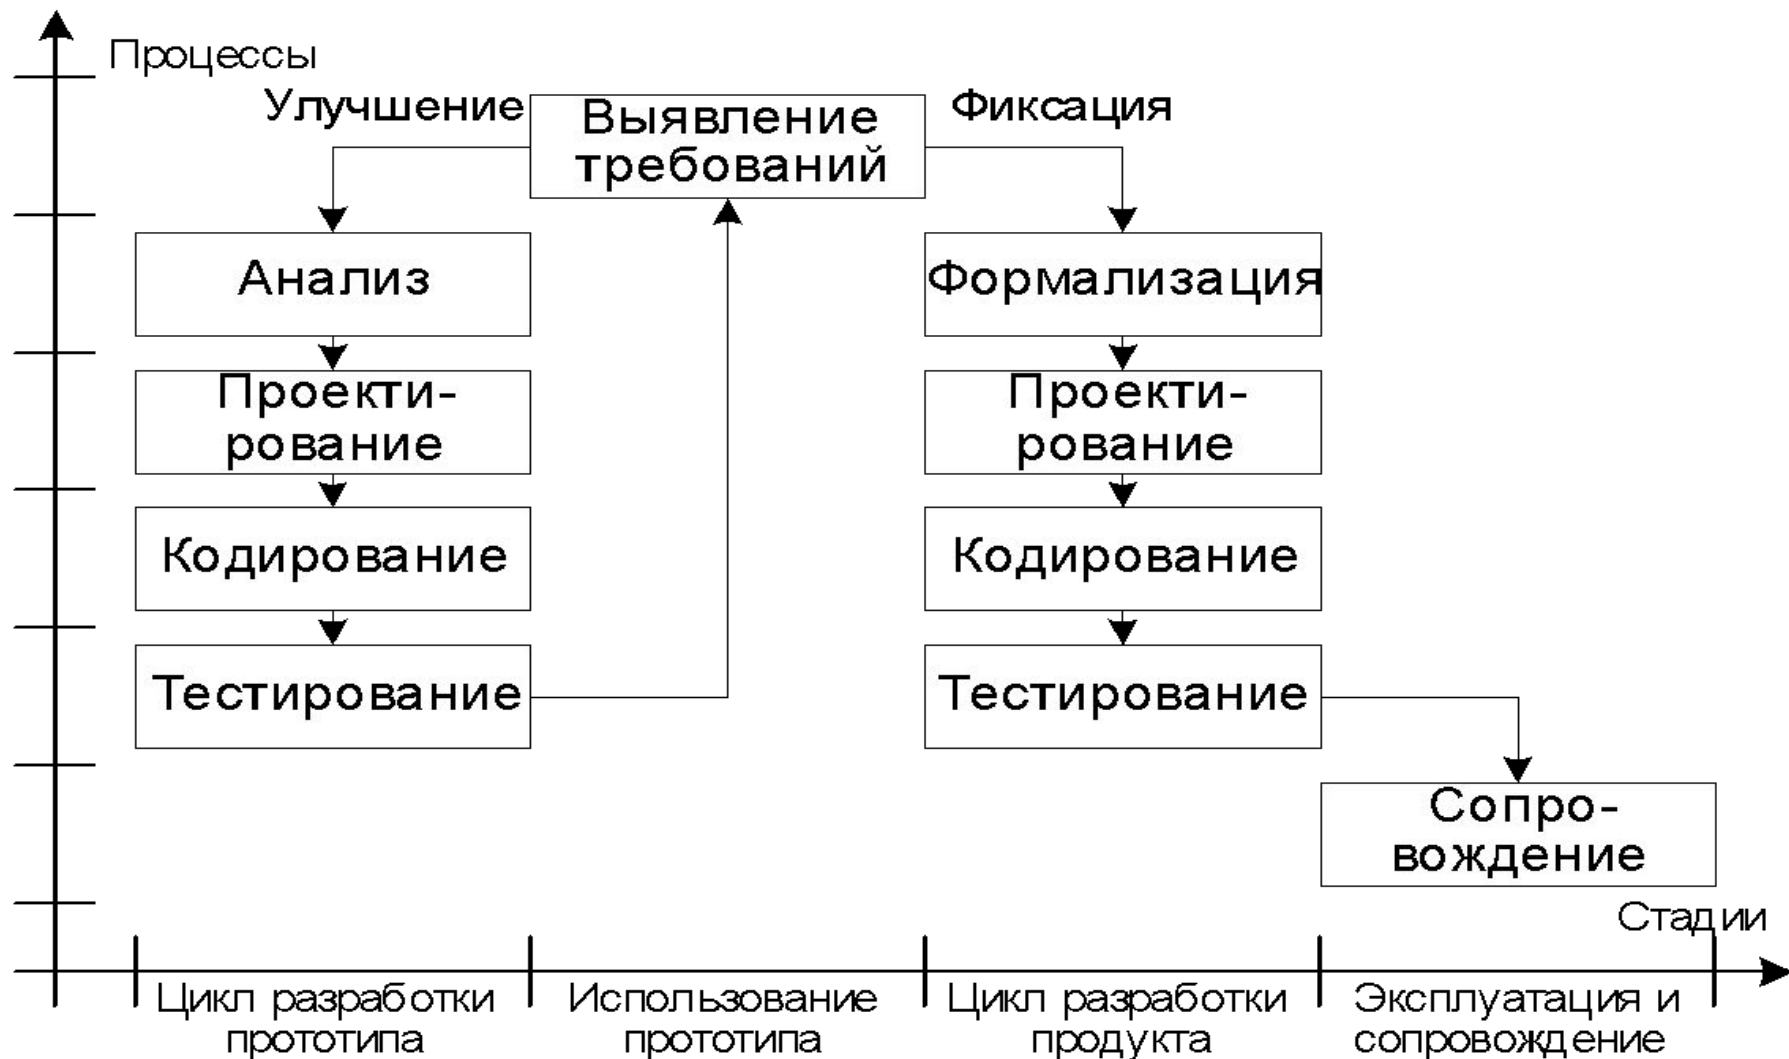 Процессы
Улучшение
Выявление
требований
Фиксация
Анализ
Формализация
Проекти-
рование
Проекти-
рование
Кодирование
Кодирование
Тестирование
Тестирование
Сопро-
вождение
Стадии
Цикл разработки
прототипа
Использование
прототипа
Цикл разработки
продукта
Эксплуатация и
сопровождение